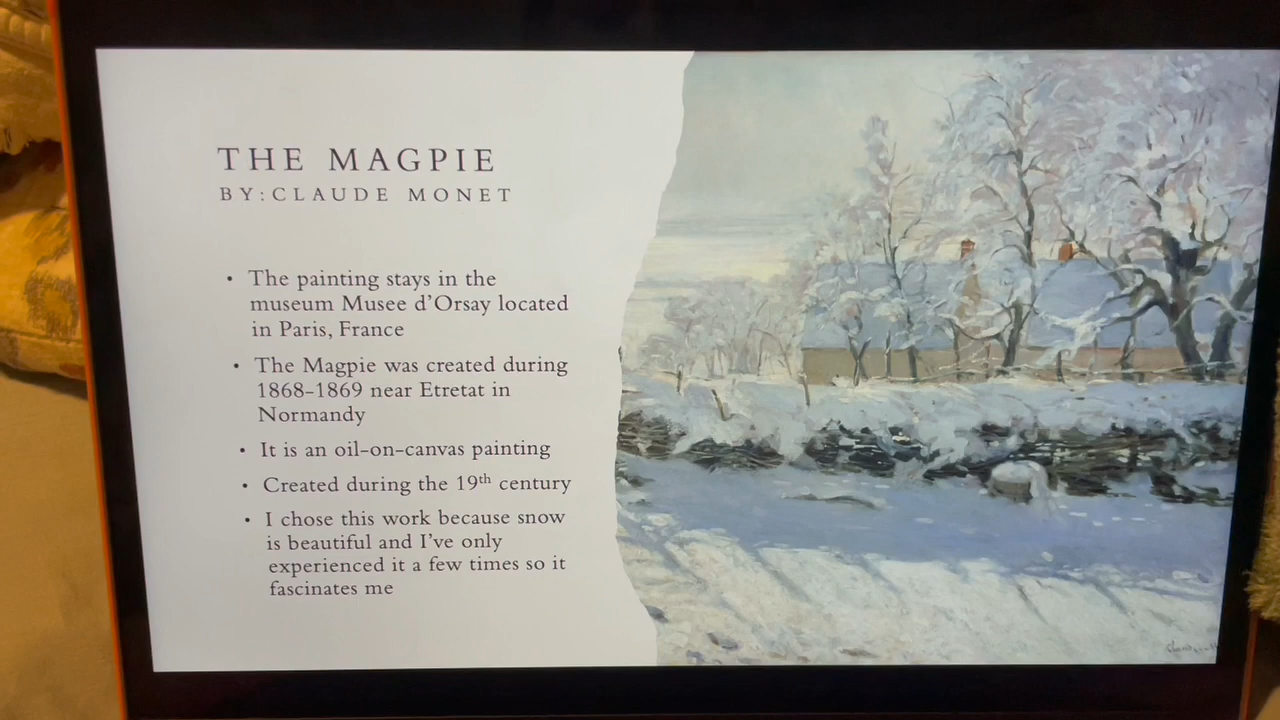 THE MAGPIE
BY:CLAUDE MONET
• The painting stays in the
museum Musee d'Orsay located
in Paris, France
• The Magpie was created during
1868-1869 near Etretat in
Normandy
• It is an oil-on-canvas painting
• Created during the 19th century
• I chose this work because snow
is beautiful and I've only
experienced it a few times so it
fascinates me